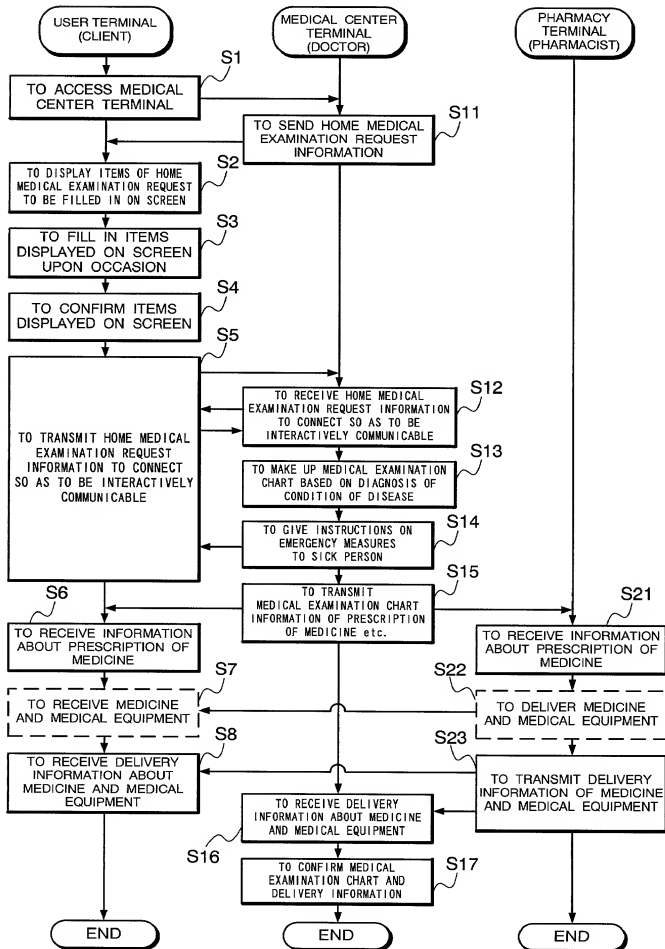 USER TERMINAL
(CLIENT)
MEDICAL CENTER
TERMINAL
(DOCTOR)
PHARMACY
TERMINAL
(PHARMACIST)
S1
TO ACCESS MEDICAL
CENTER TERMINAL
S11
TO SEND HOME MEDICAL
EXAMINATION REQUEST
INFORMATION
S2
TO DISPLAY ITEMS OF HOME
MEDICAL EXAMINATION REQUEST
TO BE FILLED IN ON SCREEN
S3
TO FILL IN ITEMS
DISPLAYED ON SCREEN
UPON OCCASION
S4
TO CONFIRM ITEMS
DISPLAYED ON SCREEN
S5
TO TRANSMIT HOME MEDICAL
EXAMINATION REQUEST
INFORMATION TO CONNECT
SO AS TO BE INTERACTIVELY
COMMUNICABLE
S12
TO RECEIVE HOME MEDICAL
EXAMINATION REQUEST INFORMATION
TO CONNECT SO AS TO BE
INTERACTIVELY COMMUNICABLE
S13
TO MAKE UP MEDICAL EXAMINATION
CHART BASED ON DIAGNOSIS OF
CONDITION OF DISEASE
S14
TO GIVE INSTRUCTIONS ON
EMERGENCY MEASURES
TO SICK PERSON
S15
TO TRANSMIT
MEDICAL EXAMINATION CHART
INFORMATION OF PRESCRIPTION
OF MEDICINE etc.
S6
TO RECEIVE INFORMATION
ABOUT PRESCRIPTION OF
MEDICINE
S21
TO RECEIVE INFORMATION
ABOUT PRESCRIPTION OF
MEDICINE
S7
TO RECEIVE MEDICINE
AND MEDICAL EQUIPMENT
S22
TO DELIVER MEDICINE
AND MEDICAL EQUIPMENT
S8
TO RECEIVE DELIVERY
INFORMATION ABOUT
MEDICINE AND MEDICAL
EQUIPMENT
S23
TO TRANSMIT DELIVERY
INFORMATION OF MEDICINE
AND MEDICAL EQUIPMENT
TO RECEIVE DELIVERY
INFORMATION ABOUT MEDICINE
AND MEDICAL EQUIPMENT
S16
S17
TO CONFIRM MEDICAL
EXAMINATION CHART AND
DELIVERY INFORMATION
END
END
END